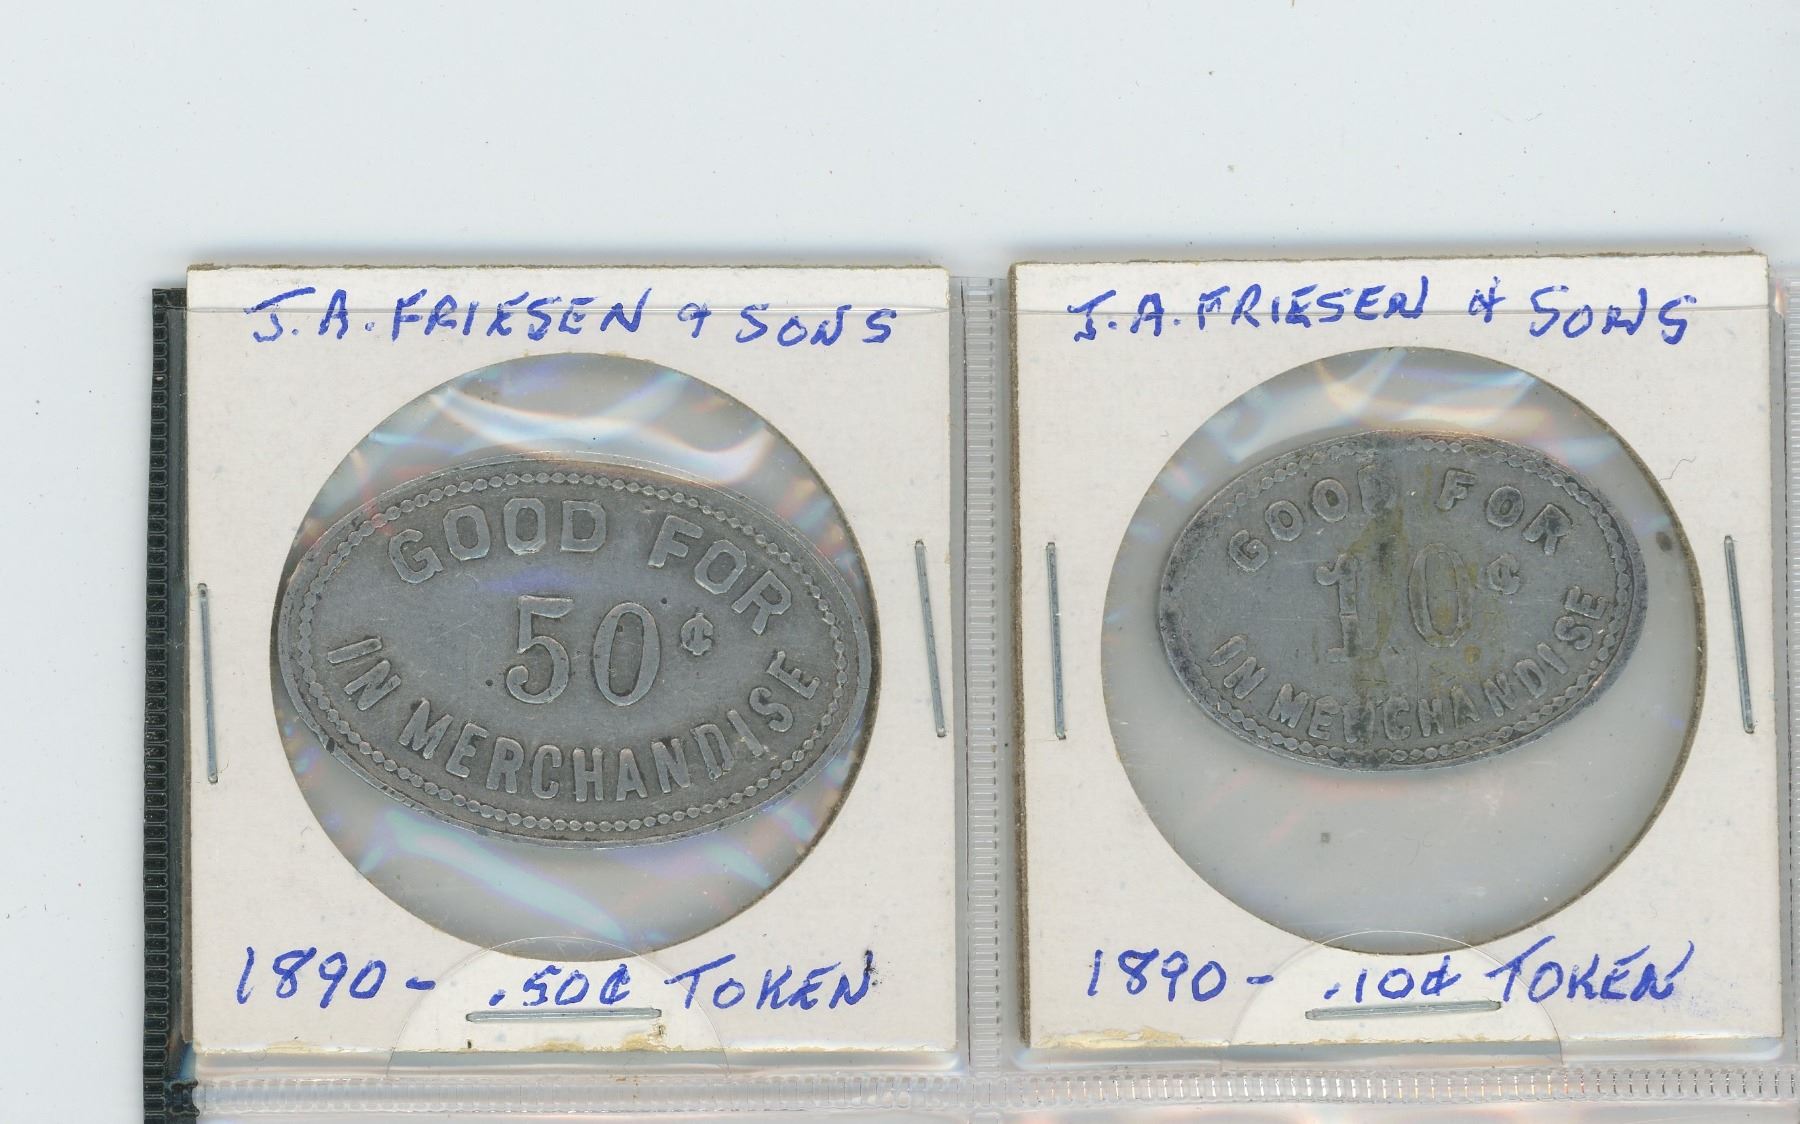 J.A. FRIESEN & SONS
GOOD FOR
50¢
IN MERCHANDISE
1890- .50¢ TOKEN
J.A. FRIESEN & SONS
GOOD FOR
10¢
IN MERCHANDISE
1890- .10¢ TOKEN